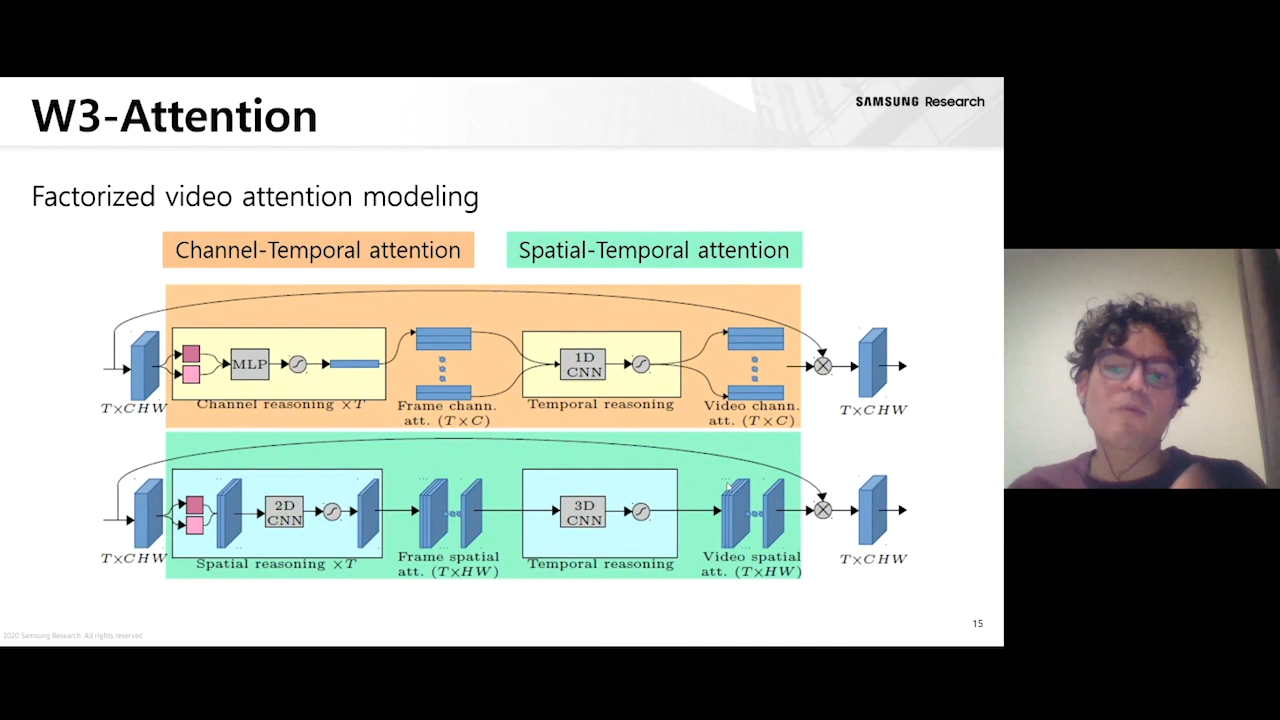 W3-Attention
SAMSUNG Research
Factorized video attention modeling
Channel-Temporal attention
Spatial-Temporal attention
MLP
1D
CNN
T×CHW
Channel reasoning ×T
Frame chann.
att. (T×C)
Temporal reasoning
Video chann.
att. (T×C)
T×CHW
2D
CNN
3D
CNN
T×CHW
Spatial reasoning ×T
Frame spatial
att. (T×HW)
Temporal reasoning
Video spatial
att. (T×HW)
T×CHW
15
2020 Samsung Research. All rights reserved